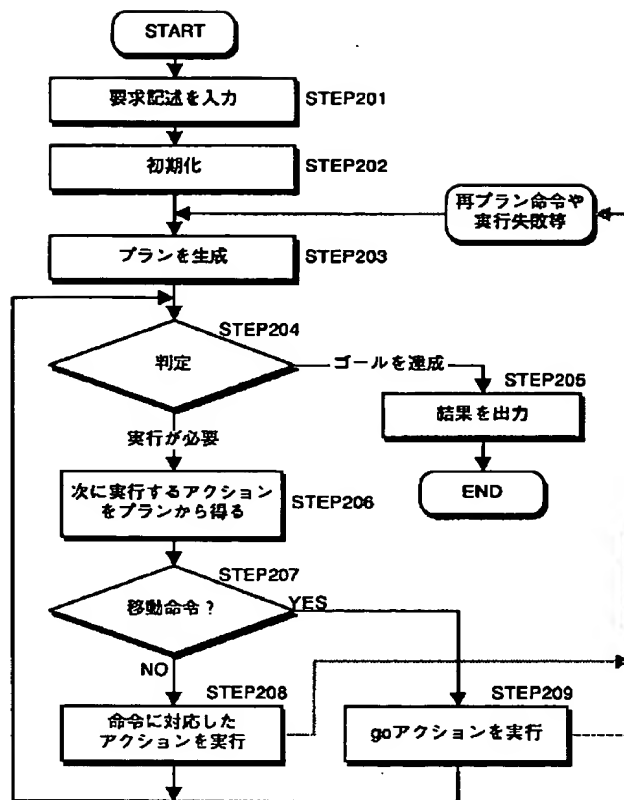 START
要求記述を入力
STEP201
初期化
STEP202
再プラン命令や
実行失敗等
プランを生成
STEP203
STEP204
判定
ゴールを達成
STEP205
結果を出力
実行が必要
END
次に実行するアクション
をプランから得る
STEP206
STEP207
移動命令?
YES
NO
STEP208
命令に対応した
アクションを実行
STEP209
goアクションを実行